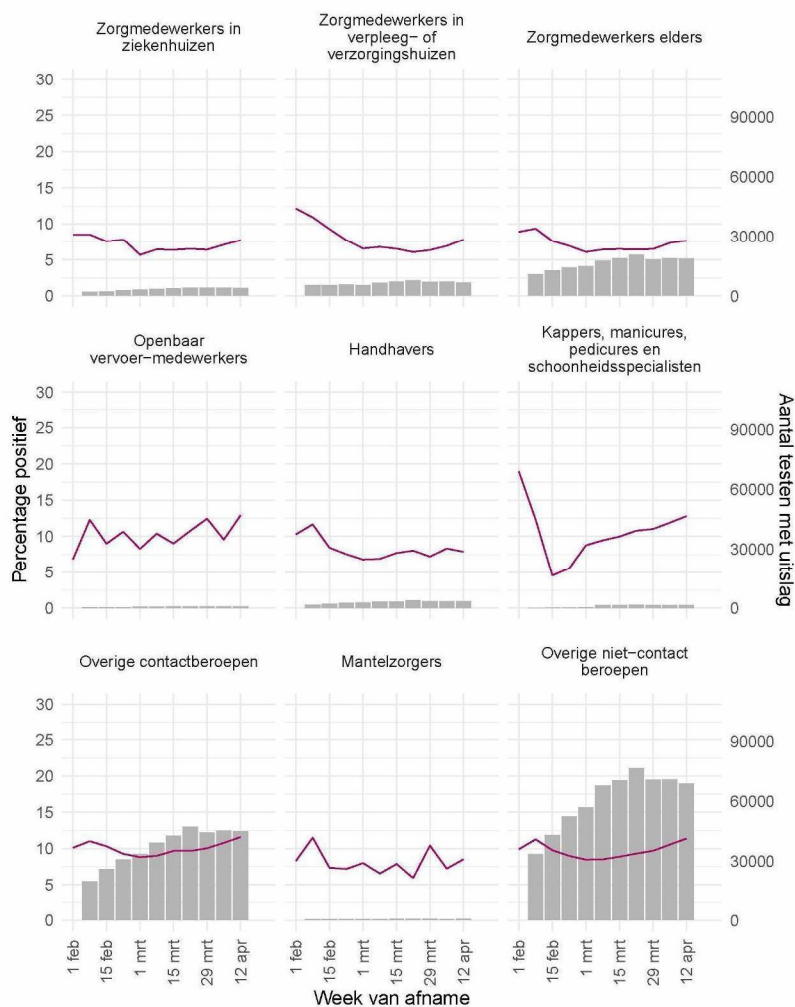 Zorgmedewerkers in
ziekenhuizen
Zorgmedewerkers in
verpleeg- of
verzorgingshuizen
Zorgmedewerkers elders
30
25
20
15
10
5
0
90000
60000
30000
0
Openbaar
vervoer-medewerkers
Handhavers
Kappers, manicures,
pedicures en
schoonheidsspecialisten
30
25
20
15
10
5
0
90000
60000
30000
0
Percentage positief
Aantal testen met uitslag
Overige contactberoepen
Mantelzorgers
Overige niet-contact
beroepen
30
25
20
15
10
5
0
90000
60000
30000
0
1 feb
15 feb
1 mrt
15 mrt
29 mrt
12 apr
1 feb
15 feb
1 mrt
15 mrt
29 mrt
12 apr
1 feb
15 feb
1 mrt
15 mrt
29 mrt
12 apr
Week van afname